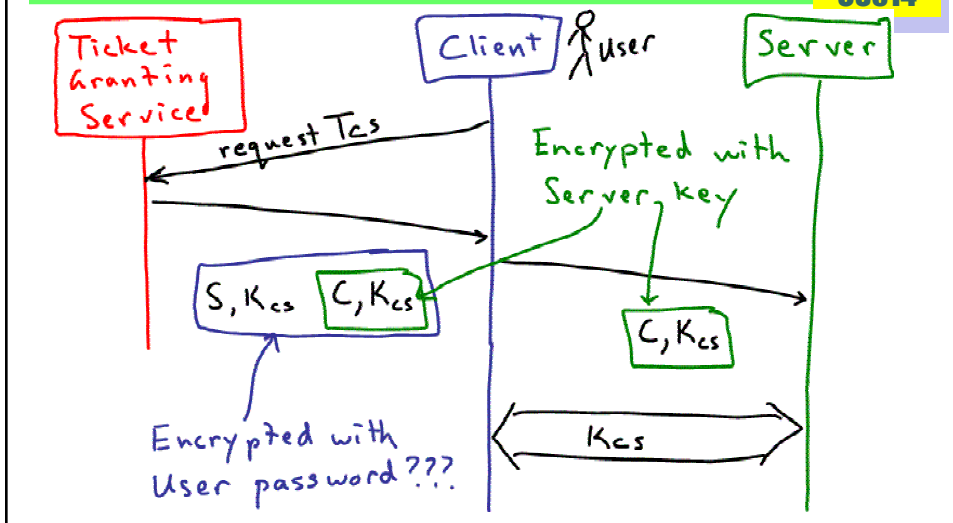 Ticket
Granting
Service
Client
User
Server
request Tcs
Encrypted with
Server key
S, Kcs
C, Kcs
C, Kcs
Kcs
Encrypted with
User password???